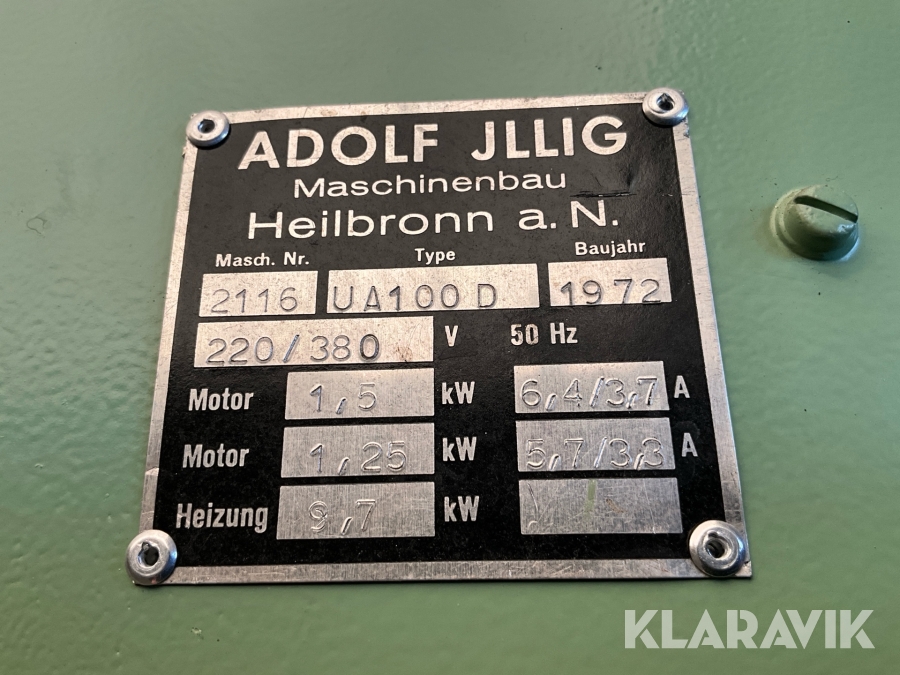 ADOLF JLLIG
Maschinenbau
Heilbronn a. N.
Masch. Nr. Type Baujahr
2116 UA100D 1972
220/380 V 50 Hz
Motor 1,5 kW 6,4/3,7 A
Motor 1,25 kW 5,7/3,3 A
Heizung 9,7 kW
KLARAVIK